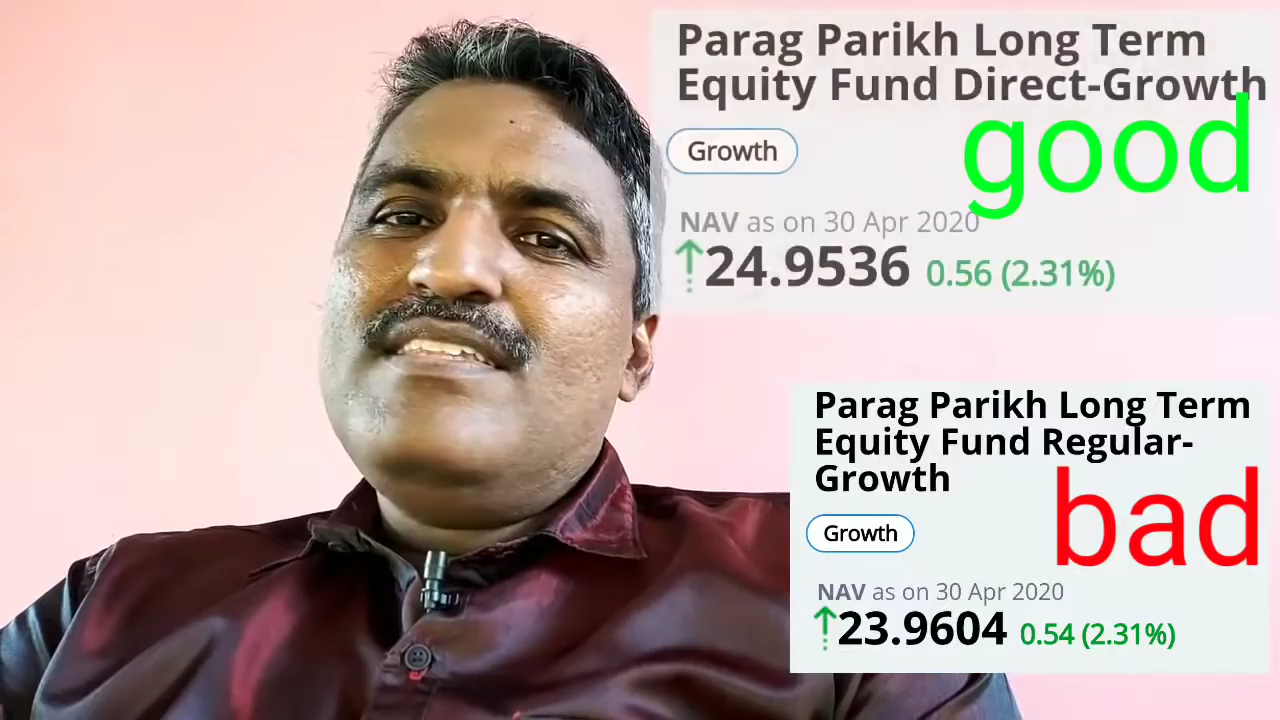 Parag Parikh Long Term
Equity Fund Direct-Growth
good
Growth
NAV as on 30 Apr 2020
↑24.9536 0.56 (2.31%)
Parag Parikh Long Term
Equity Fund Regular-
Growth
bad
Growth
NAV as on 30 Apr 2020
↑23.9604 0.54 (2.31%)